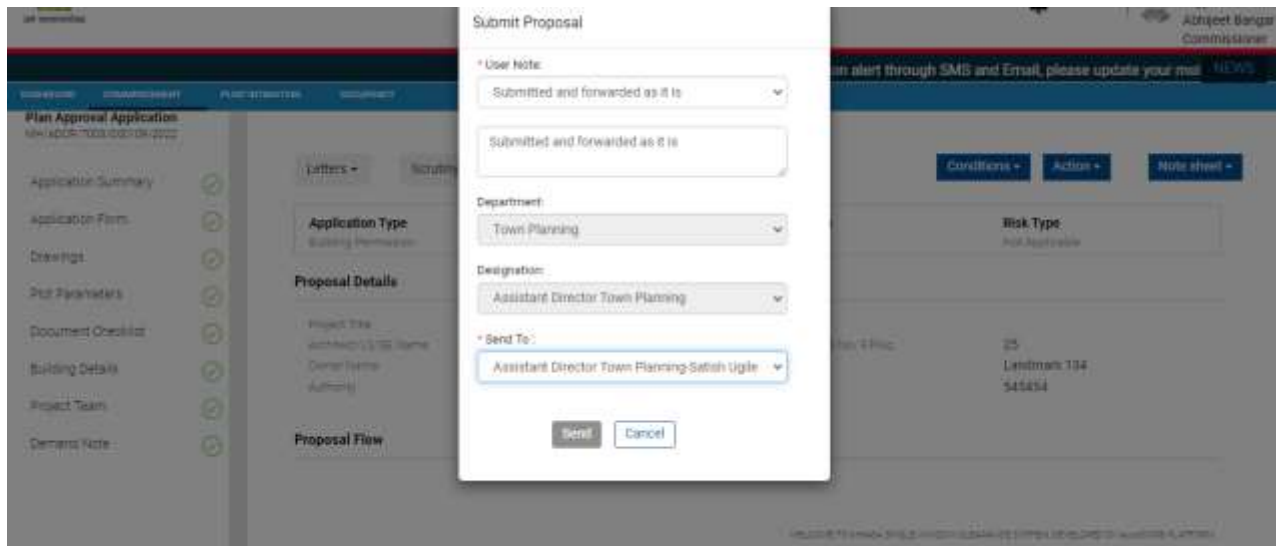 Submit Proposal
Abhijeet Bangar
Commissioner
* User Note:
on alert through SMS and Email, please update your mai NEWS
Submitted and forwarded as it is
Plan Approval Application
Submitted and forwarded as it is
Letters
Scrutiny
Conditions
Action
Note sheet
Application Summary
Application Form
Drawings
Plot Parameters
Document Checklist
Building Details
Project Team
Demand Note
Department:
Town Planning
Application Type
Building Permission
Risk Type
Not Applicable
Designation:
Assistant Director Town Planning
Proposal Details
Project Title
Owner Name
Authority
25
Landmark 134
545454
* Send To :
Assistant Director Town Planning-Satish Ugile
Send
Cancel
Proposal Flow